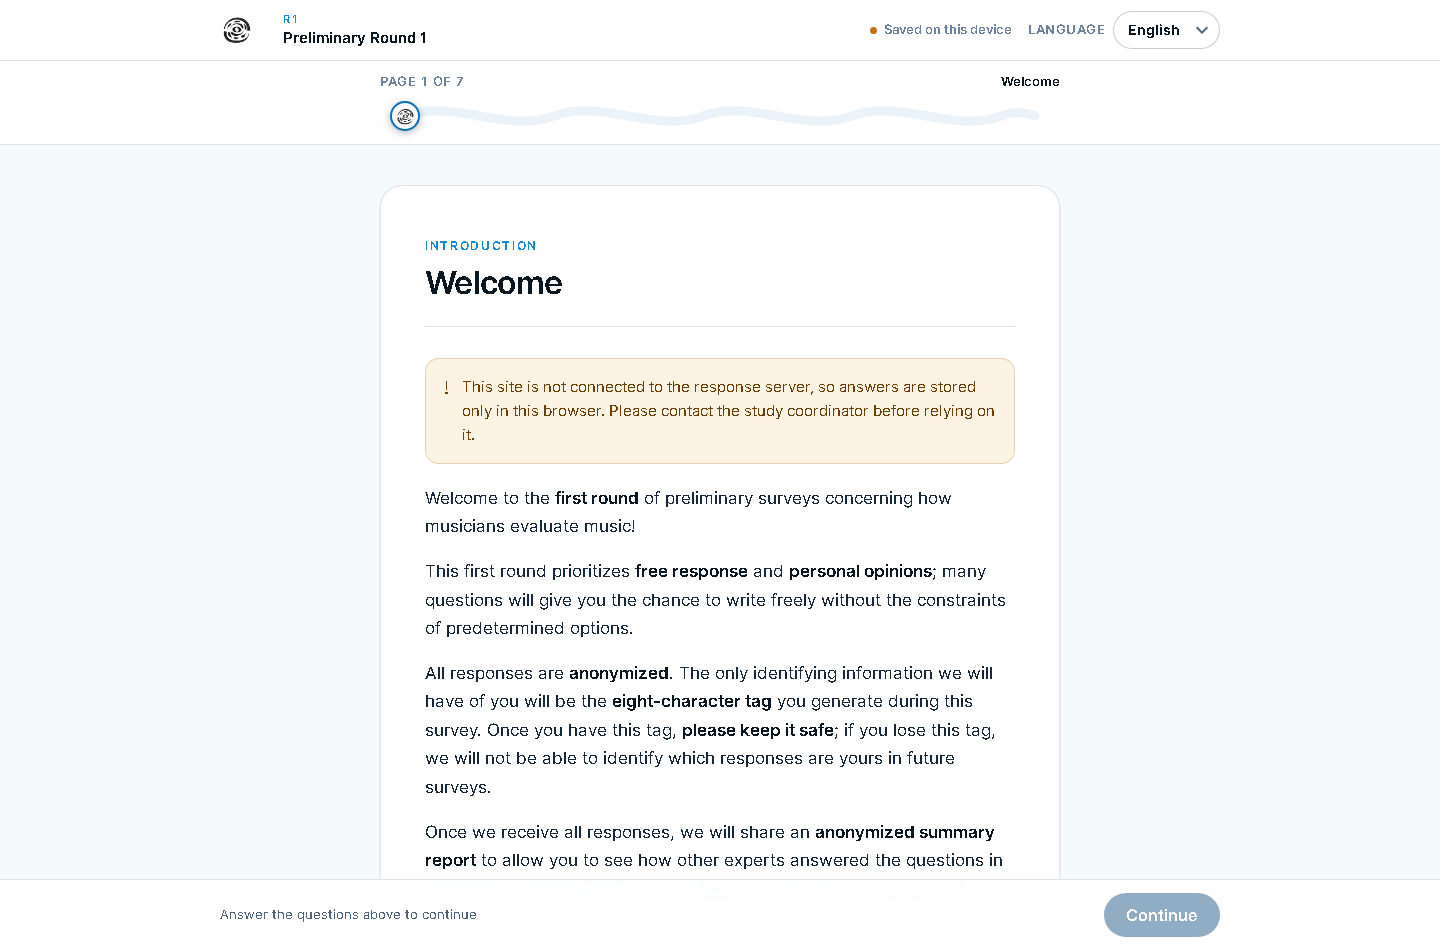 R1
Preliminary Round 1
Saved on this device
LANGUAGE
English
PAGE 1 OF 7
Welcome
INTRODUCTION
Welcome
! This site is not connected to the response server, so answers are stored
only in this browser. Please contact the study coordinator before relying on
it.
Welcome to the first round of preliminary surveys concerning how
musicians evaluate music!
This first round prioritizes free response and personal opinions; many
questions will give you the chance to write freely without the constraints
of predetermined options.
All responses are anonymized. The only identifying information we will
have of you will be the eight-character tag you generate during this
survey. Once you have this tag, please keep it safe; if you lose this tag,
we will not be able to identify which responses are yours in future
surveys.
Once we receive all responses, we will share an anonymized summary
report to allow you to see how other experts answered the questions in
Answer the questions above to continue
Continue